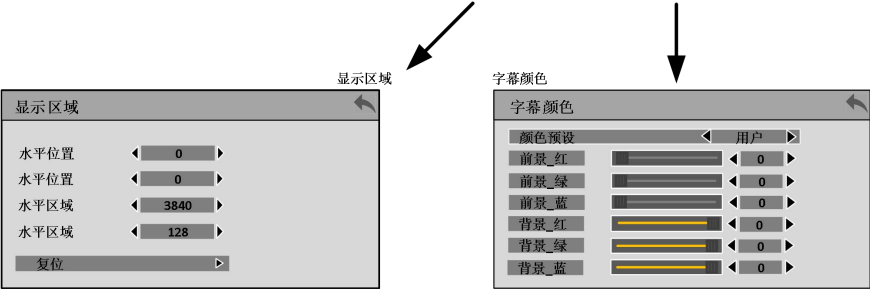 显示区域
字幕颜色
显示区域
水平位置 0
水平位置 0
水平区域 3840
水平区域 128
复位
字幕颜色
颜色预设 用户
前景_红 0
前景_绿 0
前景_蓝 0
背景_红 0
背景_绿 0
背景_蓝 0